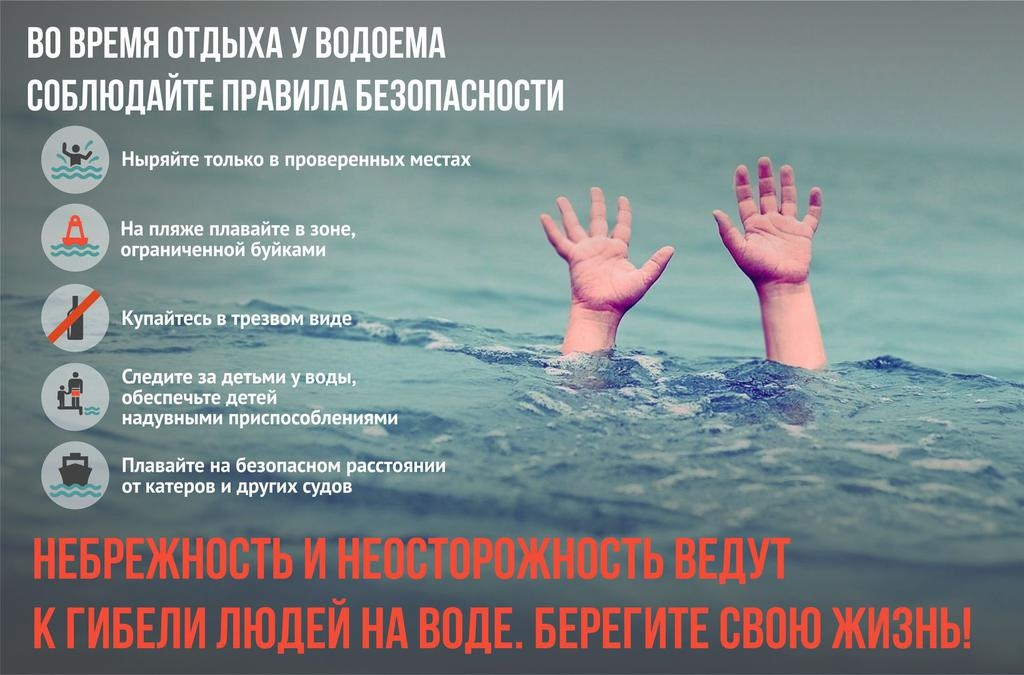 ВО ВРЕМЯ ОТДЫХА У ВОДОЕМА
СОБЛЮДАЙТЕ ПРАВИЛА БЕЗОПАСНОСТИ
Ныряйте только в проверенных местах
На пляже плавайте в зоне,
ограниченной буйками
Купайтесь в трезвом виде
Следите за детьми у воды,
обеспечьте детей
надувными приспособлениями
Плавайте на безопасном расстоянии
от катеров и других судов
НЕБРЕЖНОСТЬ И НЕОСТОРОЖНОСТЬ ВЕДУТ
К ГИБЕЛИ ЛЮДЕЙ НА ВОДЕ. БЕРЕГИТЕ СВОЮ ЖИЗНЬ!